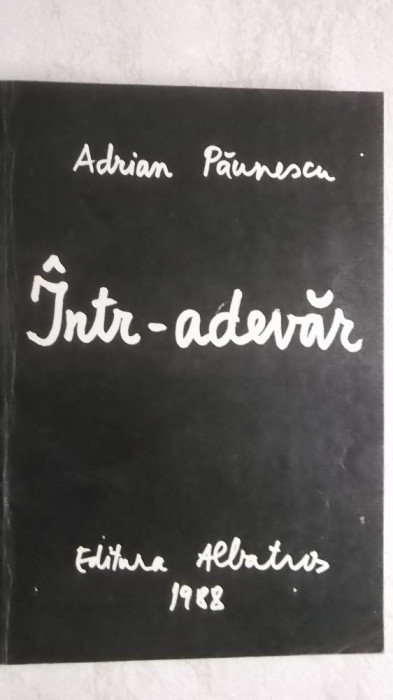 Adrian Păunescu
Într-adevăr
Editura Albatros
1988